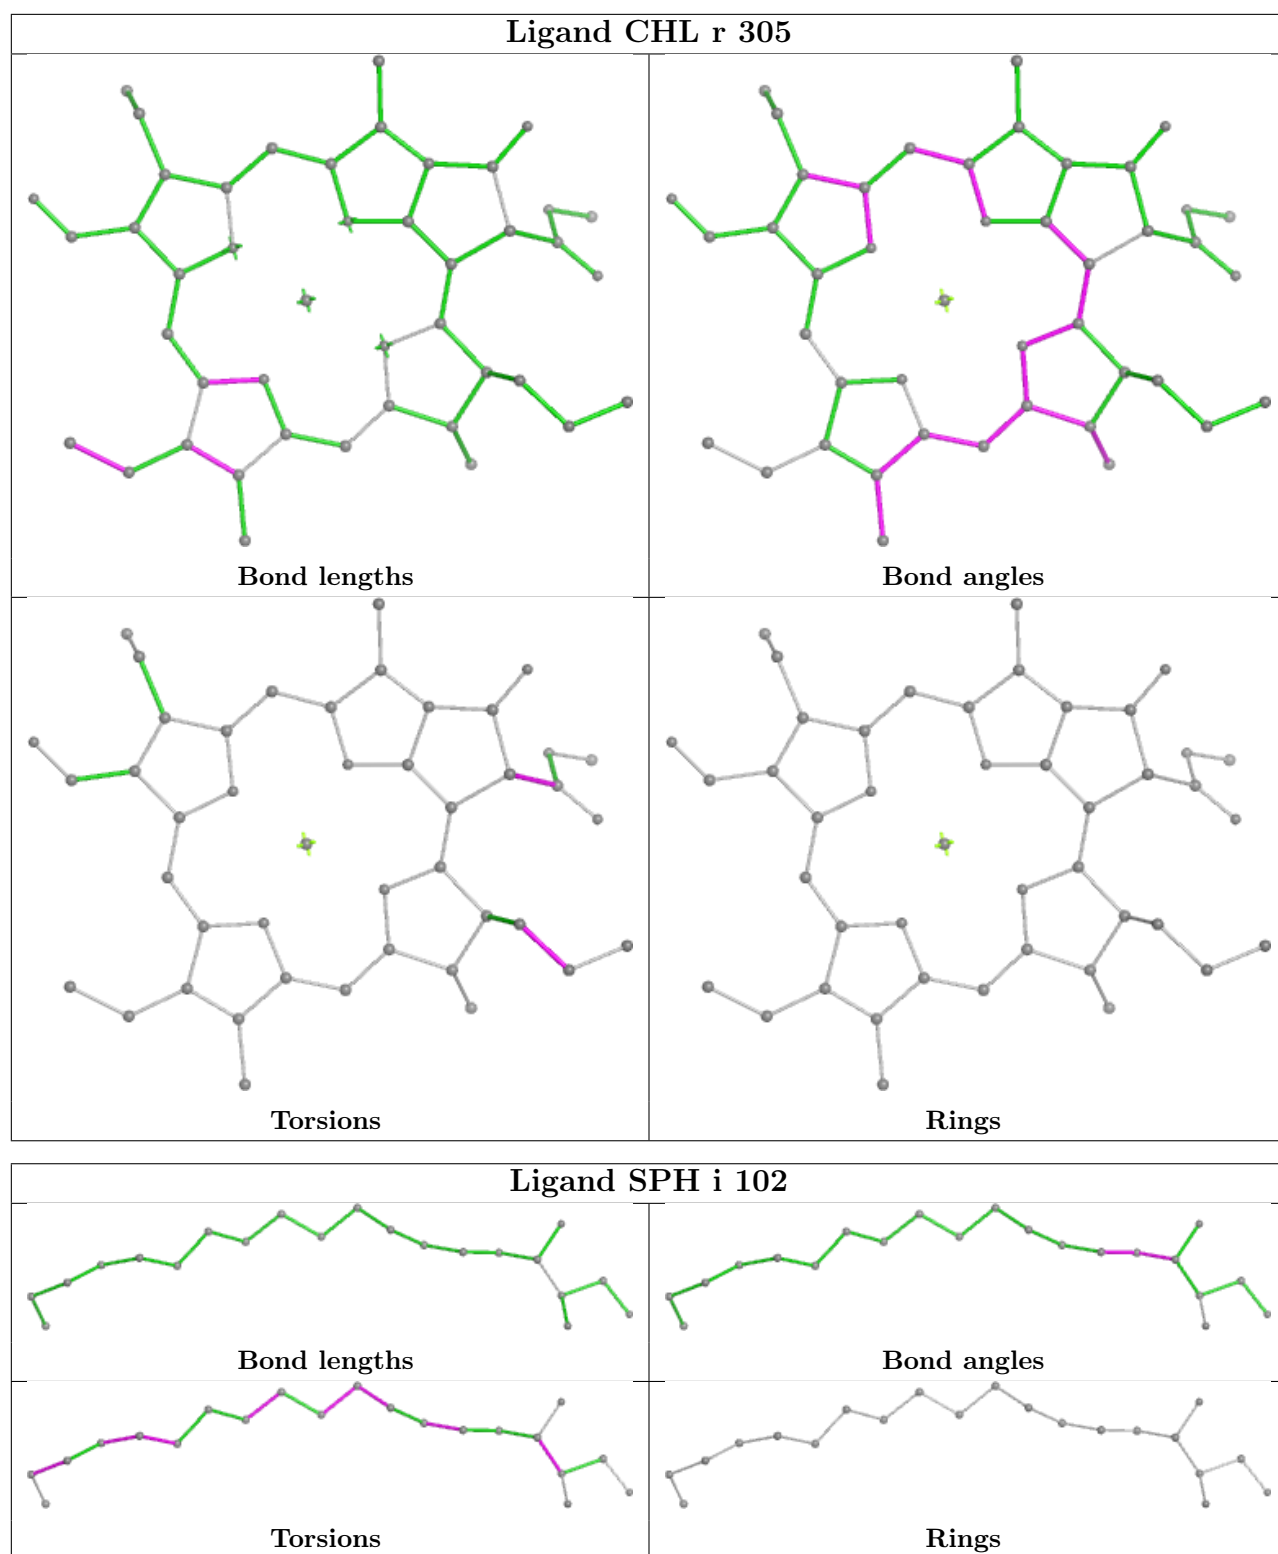 Ligand CHL r 305
Bond lengths
Bond angles
Torsions
Rings
Ligand SPH i 102
Bond lengths
Bond angles
Torsions
Rings